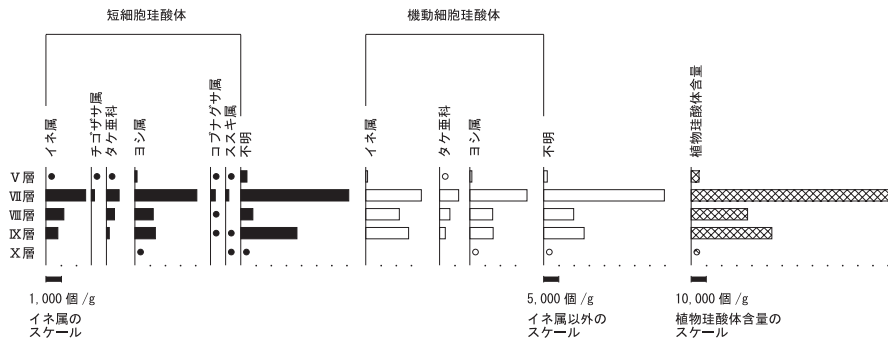 短細胞珪酸体
機動細胞珪酸体
イネ属
チゴザサ属
タケ亜科
ヨシ属
コブナグサ属
ススキ属
不明
イネ属
タケ亜科
ヨシ属
不明
植物珪酸体含量
Ⅴ層
Ⅶ層
Ⅷ層
Ⅸ層
Ⅹ層
1,000 個 /g
イネ属の
スケール
5,000 個 /g
イネ属以外の
スケール
10,000 個 /g
植物珪酸体含量の
スケール